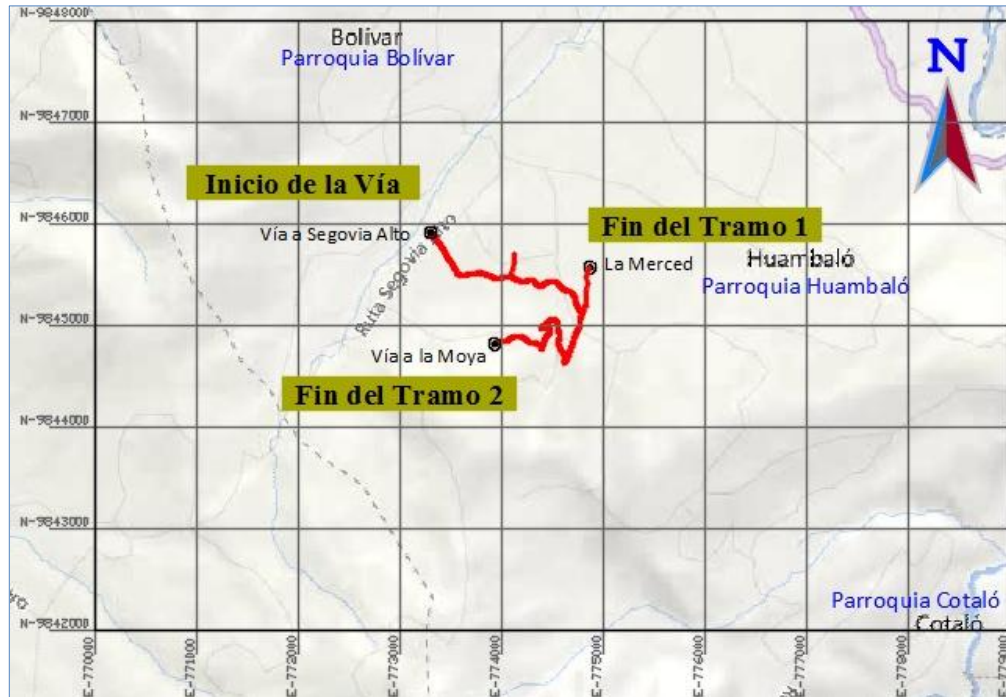 N-9848000
Bolívar
Parroquia Bolívar
N
N-9847000
Inicio de la Vía
N-9846000
Vía a Segovia Alto
Ruta Segovia Alto
Fin del Tramo 1
La Merced
Huambaló
Parroquia Huambaló
N-9845000
Vía a la Moya
Fin del Tramo 2
N-9844000
N-9843000
Parroquia Cotaló
Cotaló
N-9842000
E-770000
E-771000
E-772000
E-773000
E-774000
E-775000
E-776000
E-777000
E-778000